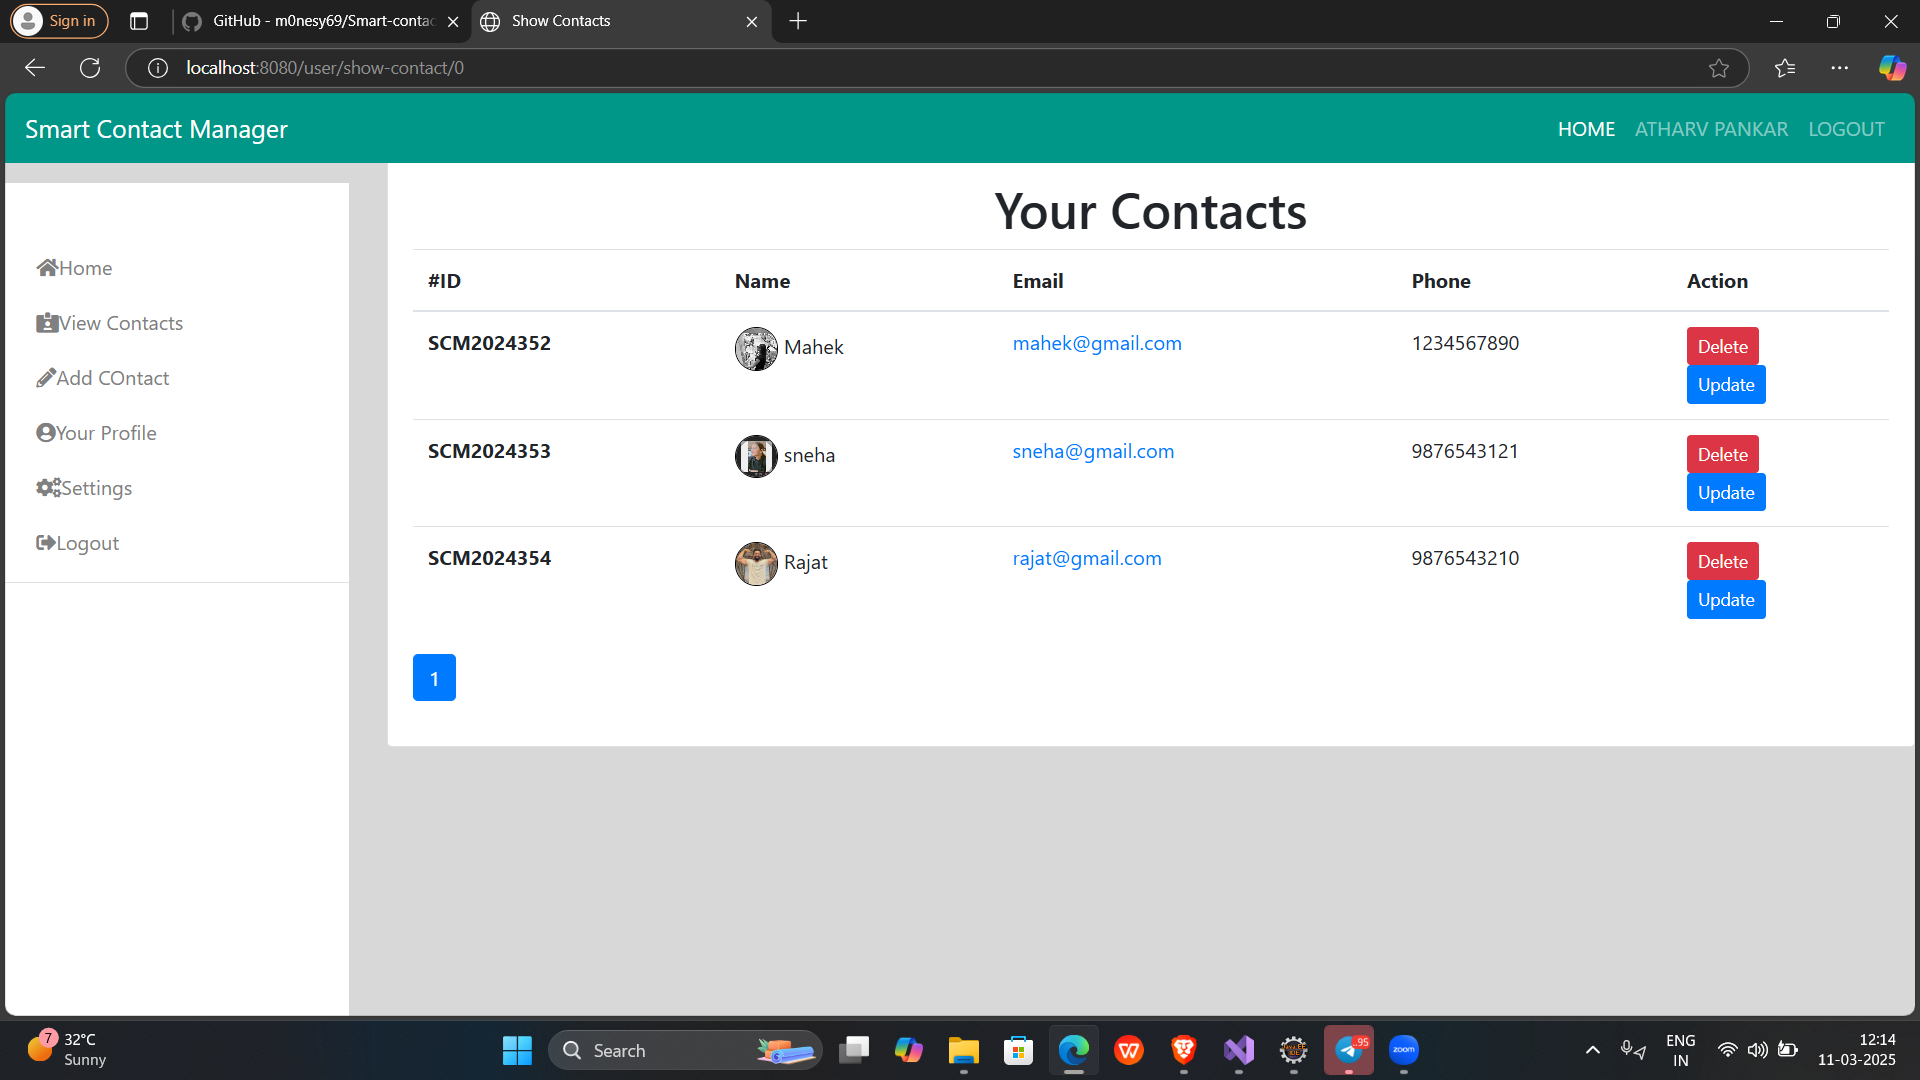 Sign in
GitHub - m0nesy69/Smart-contac
Show Contacts
localhost:8080/user/show-contact/0
Smart Contact Manager
HOME ATHARV PANKAR LOGOUT
Home
View Contacts
Add COntact
Your Profile
Settings
Logout
Your Contacts
#ID Name Email Phone Action
SCM2024352 Mahek mahek@gmail.com 1234567890 Delete
Update
SCM2024353 sneha sneha@gmail.com 9876543121 Delete
Update
SCM2024354 Rajat rajat@gmail.com 9876543210 Delete
Update
1
7
32°C
Sunny
Search
95
zoom
ENG
IN
12:14
11-03-2025